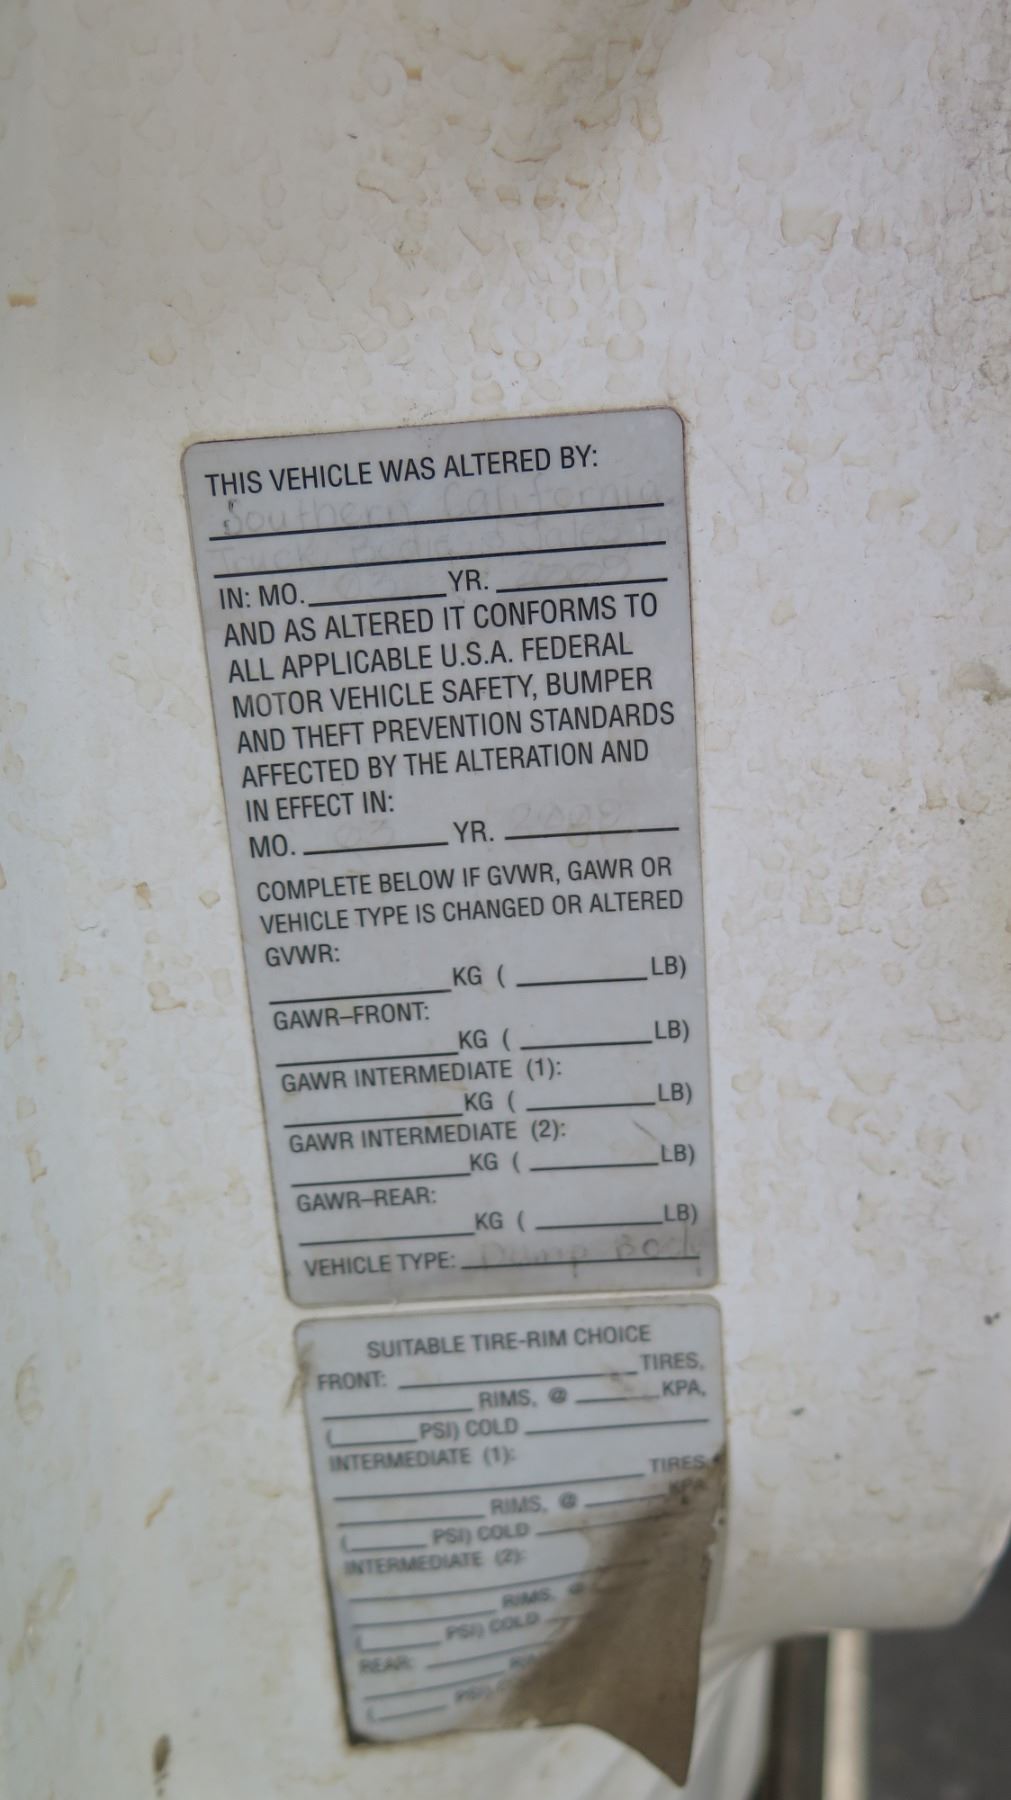 THIS VEHICLE WAS ALTERED BY:
Southern California
Truck Bodies Sales
IN: MO. 03 YR. 2009
AND AS ALTERED IT CONFORMS TO
ALL APPLICABLE U.S.A. FEDERAL
MOTOR VEHICLE SAFETY, BUMPER
AND THEFT PREVENTION STANDARDS
AFFECTED BY THE ALTERATION AND
IN EFFECT IN:
MO. 03 YR. 2009
COMPLETE BELOW IF GVWR, GAWR OR
VEHICLE TYPE IS CHANGED OR ALTERED
GVWR:
KG ( LB)
GAWR–FRONT:
KG ( LB)
GAWR INTERMEDIATE (1):
KG ( LB)
GAWR INTERMEDIATE (2):
KG ( LB)
GAWR–REAR:
KG ( LB)
VEHICLE TYPE: Dump Body
SUITABLE TIRE-RIM CHOICE
FRONT: TIRES,
RIMS, @ KPA,
( PSI) COLD
INTERMEDIATE (1):
TIRES
RIMS, @ KPA
( PSI) COLD
INTERMEDIATE (2):
RIMS, @
( PSI) COLD
REAR:
( PSI)